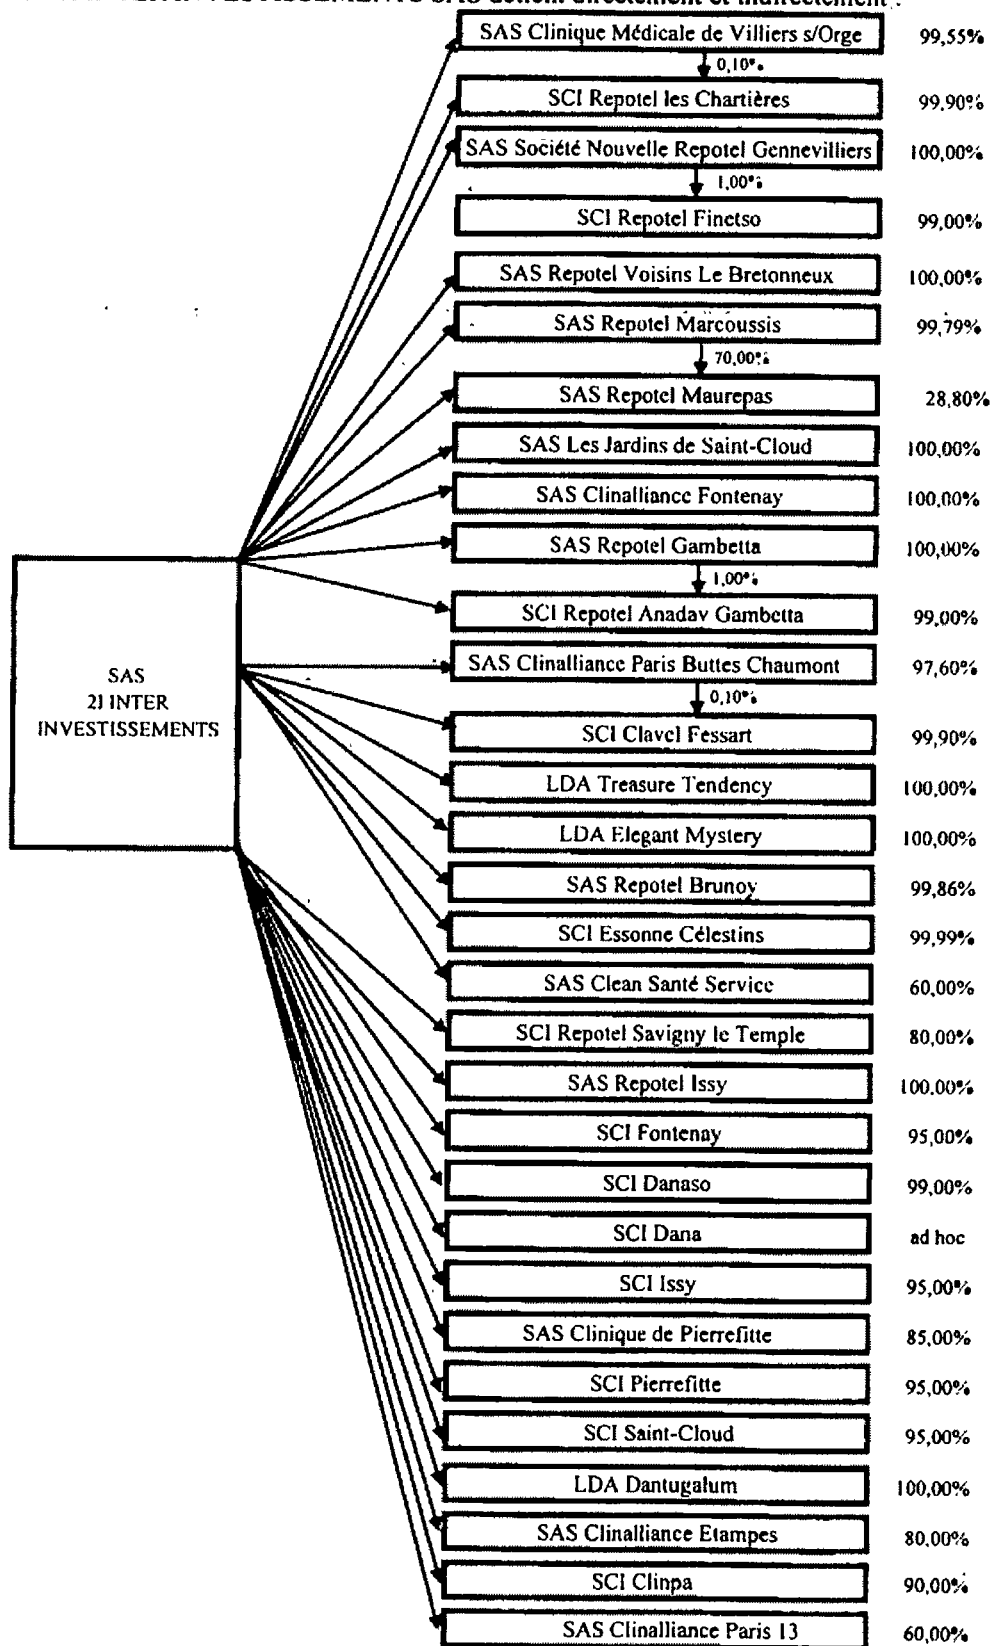 INVESTISSEMENTS SAS détient directement et indirectement :
SAS Clinique Médicale de Villiers s/Orge 99,55%
0,10%
SCI Repotel les Chartières 99,90%
SAS Société Nouvelle Repotel Gennevilliers 100,00%
1,00%
SCI Repotel Finetso 99,00%
SAS Repotel Voisins Le Bretonneux 100,00%
SAS Repotel Marcoussis 99,79%
70,00%
SAS Repotel Maurepas 28,80%
SAS Les Jardins de Saint-Cloud 100,00%
SAS Clinalliance Fontenay 100,00%
SAS Repotel Gambetta 100,00%
1,00%
SCI Repotel Anadav Gambetta 99,00%
SAS Clinalliance Paris Buttes Chaumont 97,60%
0,10%
SAS
2I INTER
INVESTISSEMENTS
SCI Clavel Fessart 99,90%
LDA Treasure Tendency 100,00%
LDA Elegant Mystery 100,00%
SAS Repotel Brunoy 99,86%
SCI Essonne Célestins 99,99%
SAS Clean Santé Service 60,00%
SCI Repotel Savigny le Temple 80,00%
SAS Repotel Issy 100.00%
SCI Fontenay 95,00%
SCI Danaso 99,00%
SCI Dana ad hoc
SCI Issy 95,00%
SAS Clinique de Pierrefitte 85,00%
SCI Pierrefitte 95,00%
SCI Saint-Cloud 95,00%
LDA Dantugalum 100,00%
SAS Clinalliance Etampes 80,00%
SCI Clinpa 90,00%
SAS Clinalliance Paris 13 60,00%